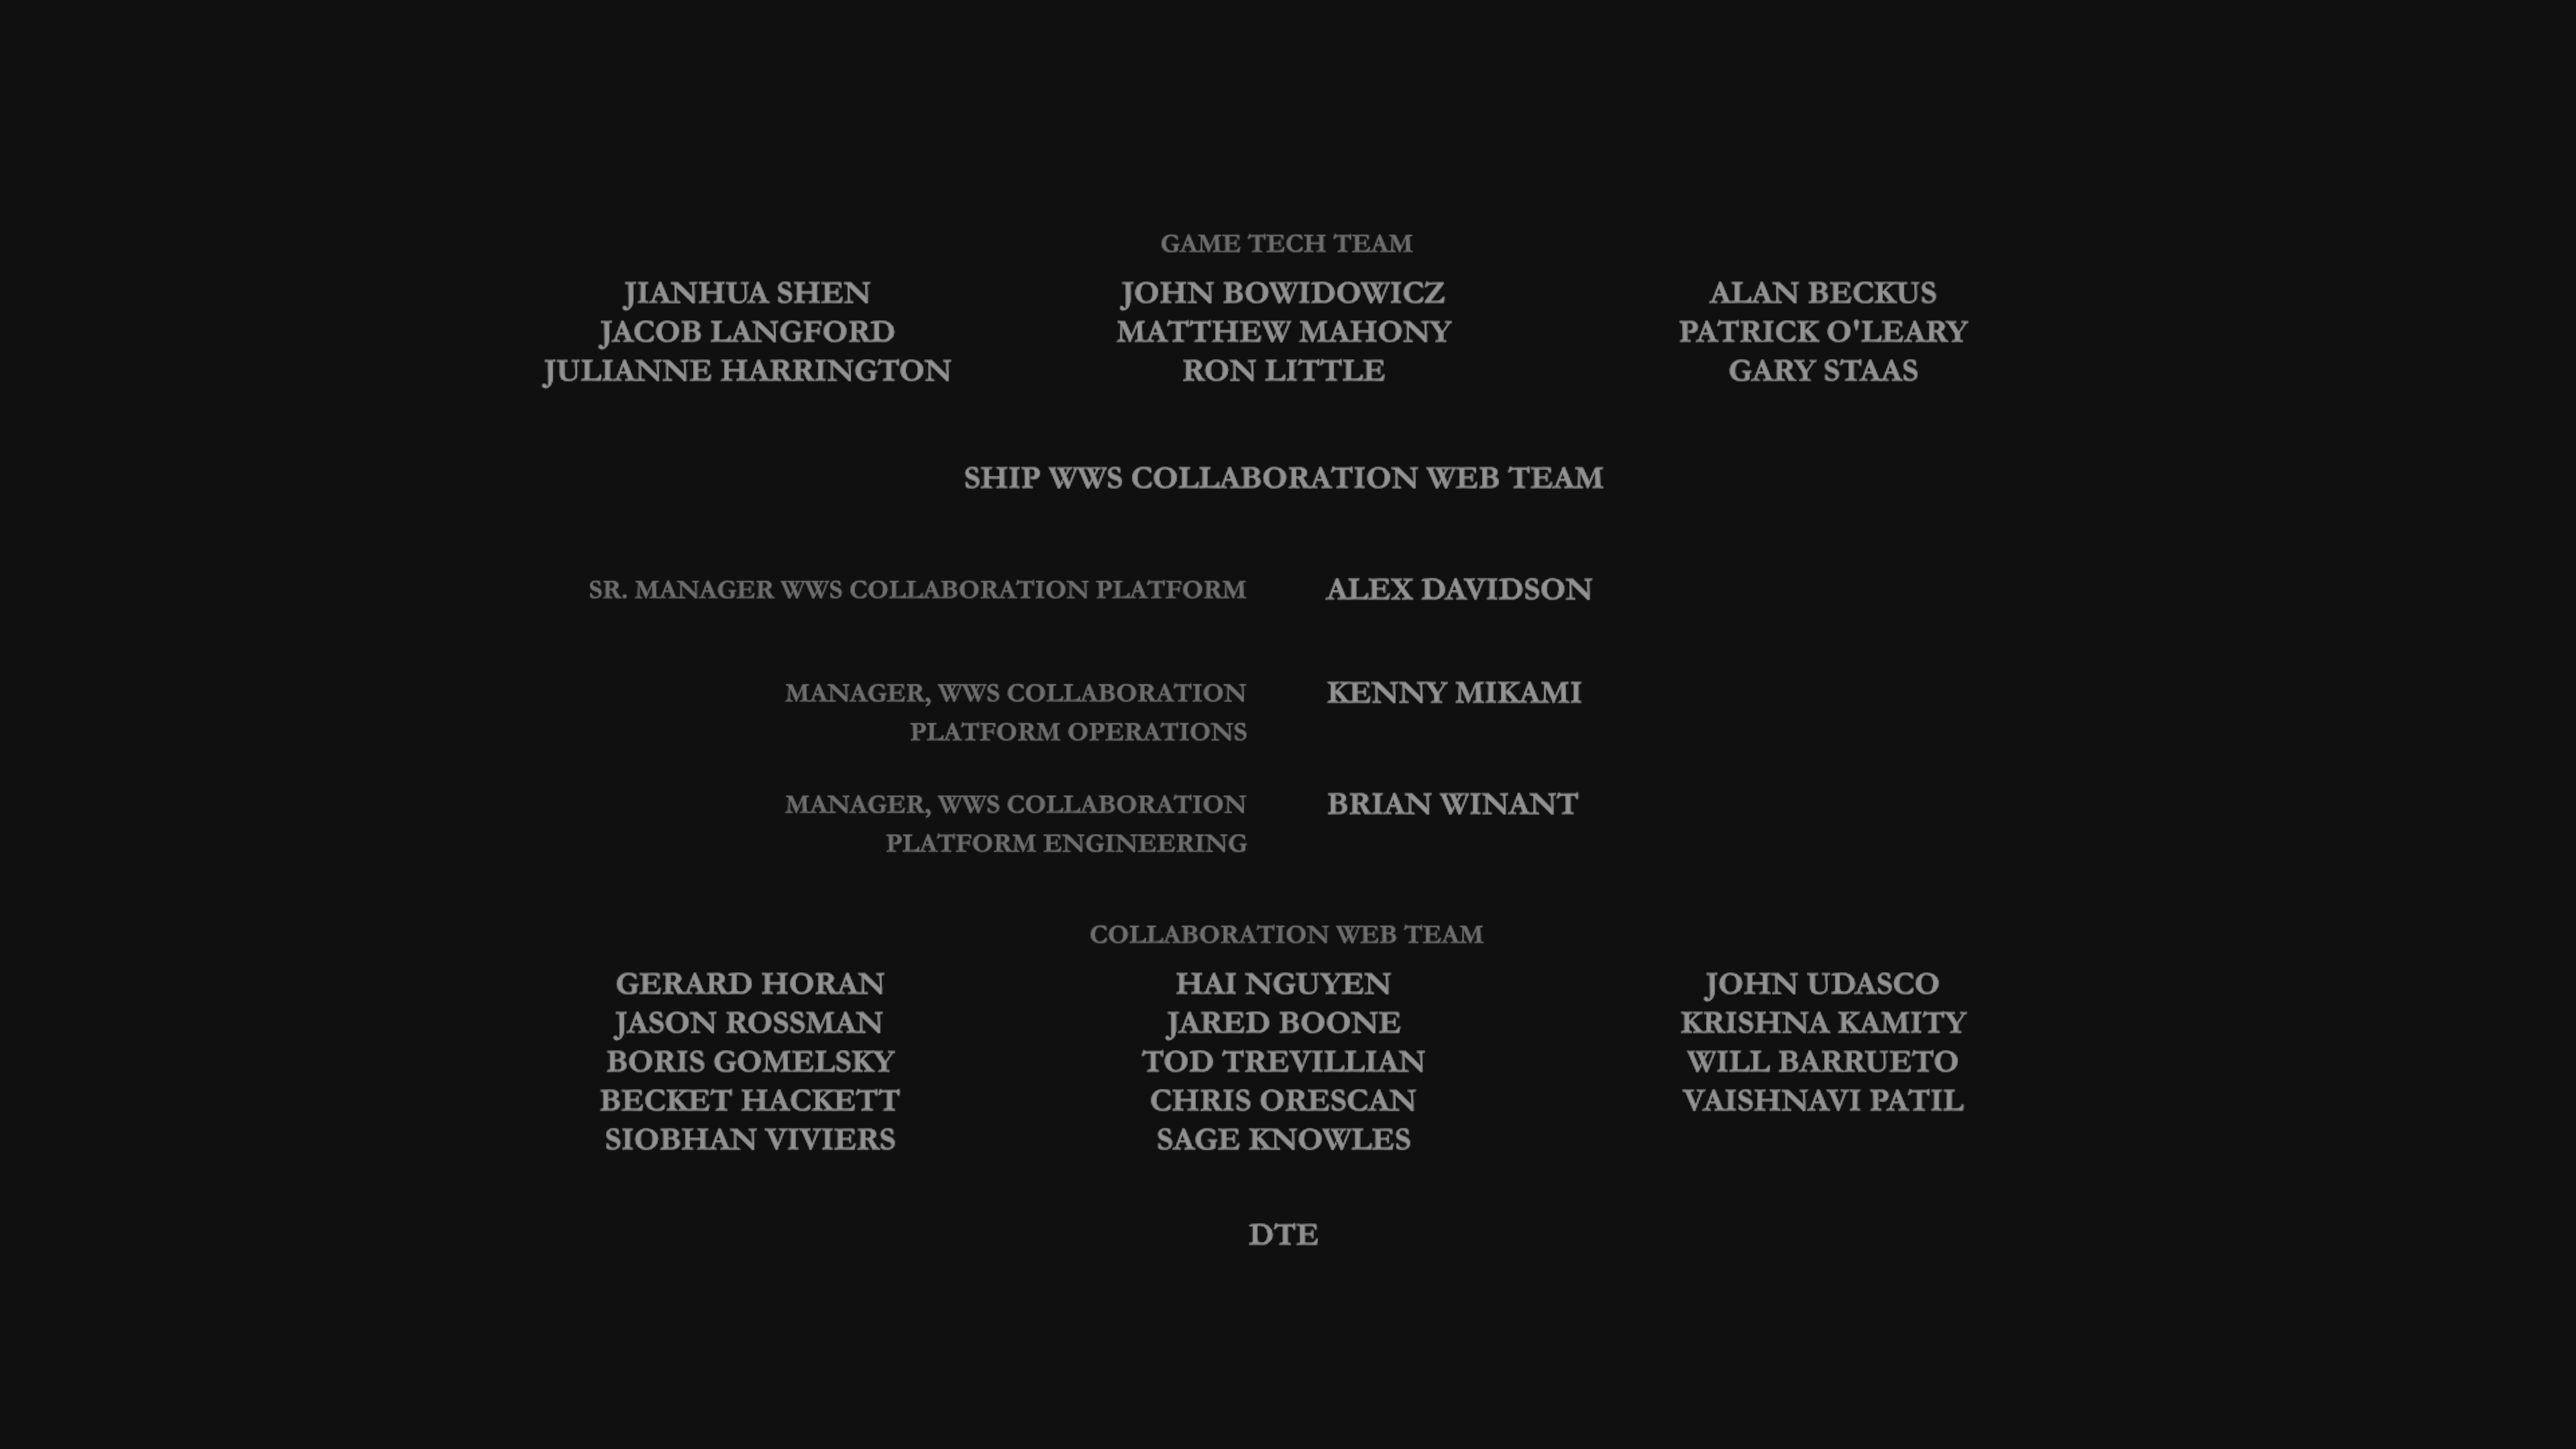 GAME TECH TEAM
JIANHUA SHEN JOHN BOWIDOWICZ ALAN BECKUS
JACOB LANGFORD MATTHEW MAHONY PATRICK O'LEARY
JULIANNE HARRINGTON RON LITTLE GARY STAAS
SHIP WWS COLLABORATION WEB TEAM
SR. MANAGER WWS COLLABORATION PLATFORM ALEX DAVIDSON
MANAGER, WWS COLLABORATION KENNY MIKAMI
PLATFORM OPERATIONS
MANAGER, WWS COLLABORATION BRIAN WINANT
PLATFORM ENGINEERING
COLLABORATION WEB TEAM
GERARD HORAN HAI NGUYEN JOHN UDASCO
JASON ROSSMAN JARED BOONE KRISHNA KAMITY
BORIS GOMELSKY TOD TREVILLIAN WILL BARRUETO
BECKET HACKETT CHRIS ORESCAN VAISHNAVI PATIL
SIOBHAN VIVIERS SAGE KNOWLES
DTE